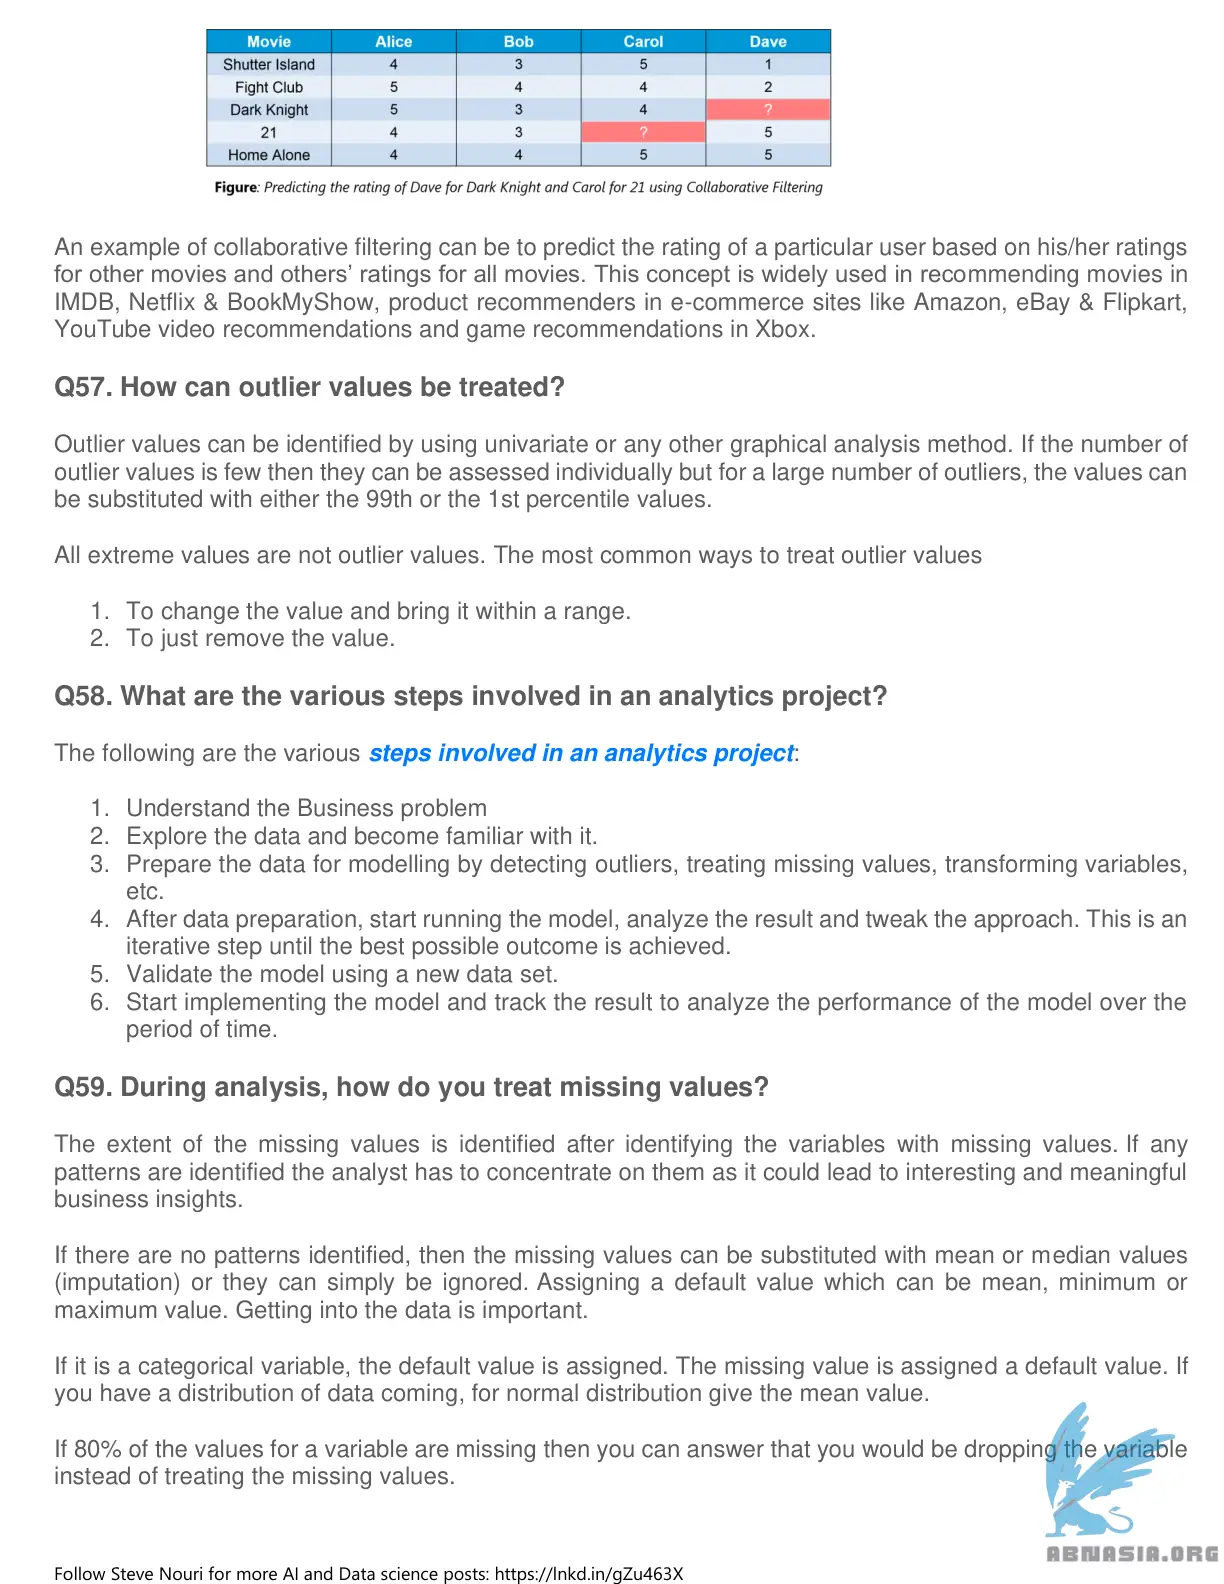 Movie Alice Bob Carol Dave
Shutter Island 4 3 5 1
Fight Club 5 4 4 2
Dark Knight 5 3 4 ?
21 4 3 ? 5
Home Alone 4 4 5 5
Figure: Predicting the rating of Dave for Dark Knight and Carol for 21 using Collaborative Filtering
An example of collaborative filtering can be to predict the rating of a particular user based on his/her ratings
for other movies and others’ ratings for all movies. This concept is widely used in recommending movies in
IMDB, Netflix & BookMyShow, product recommenders in e-commerce sites like Amazon, eBay & Flipkart,
YouTube video recommendations and game recommendations in Xbox.
Q57. How can outlier values be treated?
Outlier values can be identified by using univariate or any other graphical analysis method. If the number of
outlier values is few then they can be assessed individually but for a large number of outliers, the values can
be substituted with either the 99th or the 1st percentile values.
All extreme values are not outlier values. The most common ways to treat outlier values
1. To change the value and bring it within a range.
2. To just remove the value.
Q58. What are the various steps involved in an analytics project?
The following are the various steps involved in an analytics project:
1. Understand the Business problem
2. Explore the data and become familiar with it.
3. Prepare the data for modelling by detecting outliers, treating missing values, transforming variables,
etc.
4. After data preparation, start running the model, analyze the result and tweak the approach. This is an
iterative step until the best possible outcome is achieved.
5. Validate the model using a new data set.
6. Start implementing the model and track the result to analyze the performance of the model over the
period of time.
Q59. During analysis, how do you treat missing values?
The extent of the missing values is identified after identifying the variables with missing values. If any
patterns are identified the analyst has to concentrate on them as it could lead to interesting and meaningful
business insights.
If there are no patterns identified, then the missing values can be substituted with mean or median values
(imputation) or they can simply be ignored. Assigning a default value which can be mean, minimum or
maximum value. Getting into the data is important.
If it is a categorical variable, the default value is assigned. The missing value is assigned a default value. If
you have a distribution of data coming, for normal distribution give the mean value.
If 80% of the values for a variable are missing then you can answer that you would be dropping the variable
instead of treating the missing values.
ABNASIA.ORG
Follow Steve Nouri for more AI and Data science posts: https://lnkd.in/gZu463X